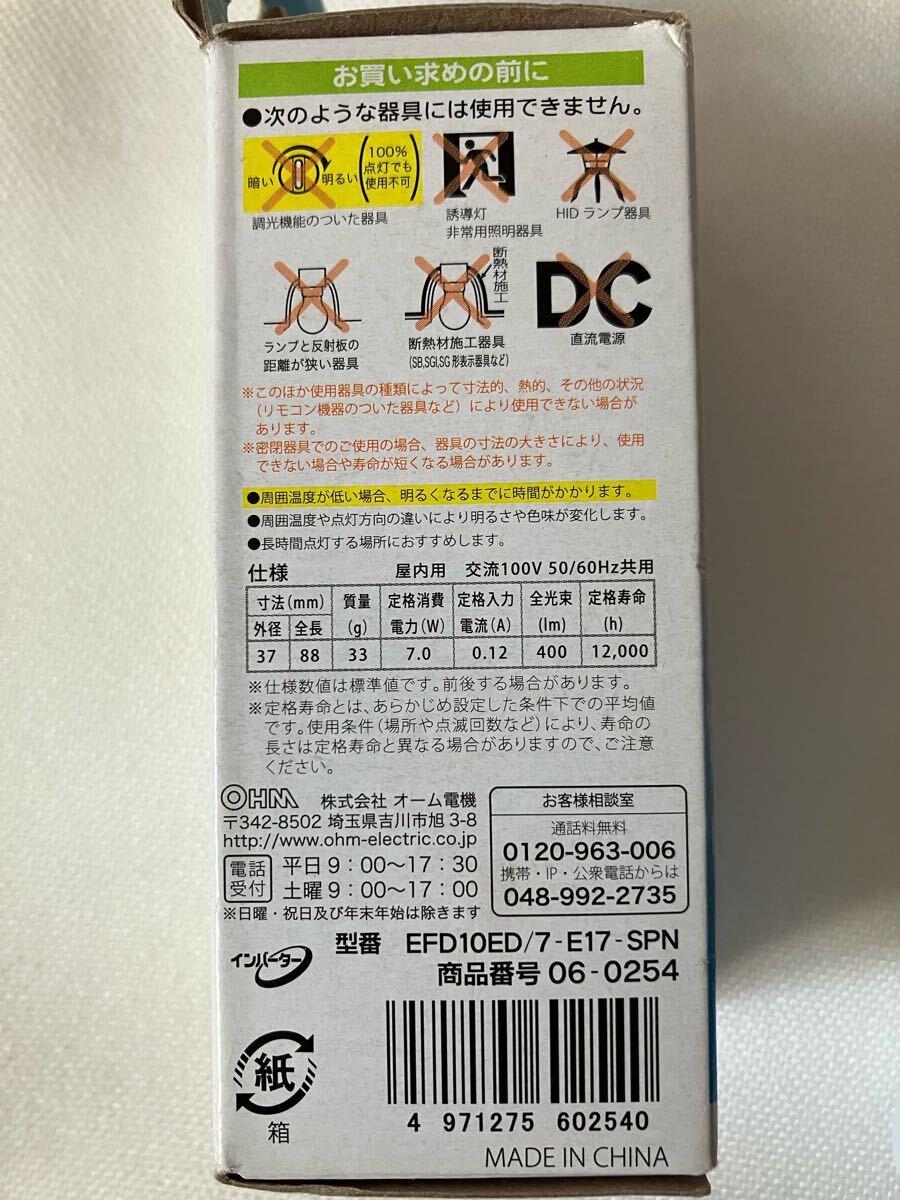 お買い求めの前に
●次のような器具には使用できません。
暗い 明るい (100%点灯でも使用不可)
調光機能のついた器具
誘導灯
非常用照明器具
HID ランプ器具
ランプと反射板の
距離が狭い器具
断熱材施工
断熱材施工器具
(SB,SGI,SG 形表示器具など)
DC
直流電源
※このほか使用器具の種類によって寸法的、熱的、その他の状況
(リモコン機器のついた器具など)により使用できない場合が
あります。
※密閉器具でのご使用の場合、器具の寸法の大きさにより、使用
できない場合や寿命が短くなる場合があります。
●周囲温度が低い場合、明るくなるまでに時間がかかります。
●周囲温度や点灯方向の違いにより明るさや色味が変化します。
●長時間点灯する場所におすすめします。
仕様 屋内用 交流100V 50/60Hz共用
寸法(mm) 質量 定格消費 定格入力 全光束 定格寿命
外径 全長 (g) 電力(W) 電流(A) (lm) (h)
37 88 33 7.0 0.12 400 12,000
※仕様数値は標準値です。前後する場合があります。
※定格寿命とは、あらかじめ設定した条件下での平均値
です。使用条件(場所や点滅回数など)により、寿命の
長さは定格寿命と異なる場合がありますので、ご注意
ください。
OHM 株式会社 オーム電機
〒342-8502 埼玉県吉川市旭 3-8
http://www.ohm-electric.co.jp
電話受付 平日 9:00〜17:30
土曜 9:00〜17:00
※日曜・祝日及び年末年始は除きます
お客様相談室
通話料無料
0120-963-006
携帯・IP・公衆電話からは
048-992-2735
インバーター
型番 EFD10ED/7-E17-SPN
商品番号 06-0254
紙
箱
4 971275 602540
MADE IN CHINA